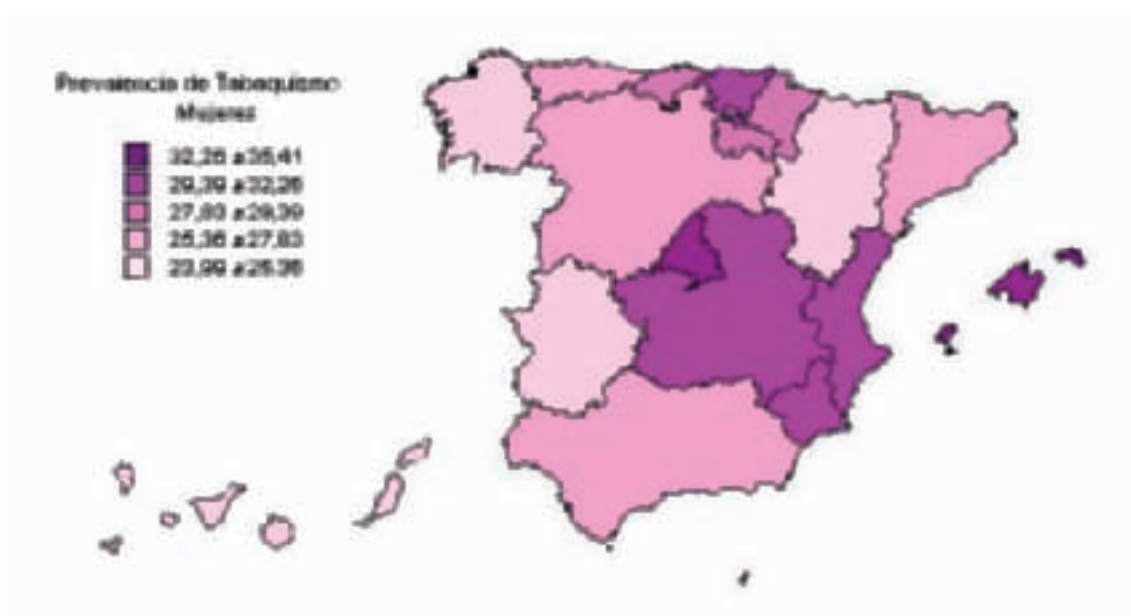 Prevalencia de Tabaquismo
Mujeres
32,26 a 35,41
29,39 a 32,26
27,83 a 29,39
25,36 a 27,83
23,99 a 25,36